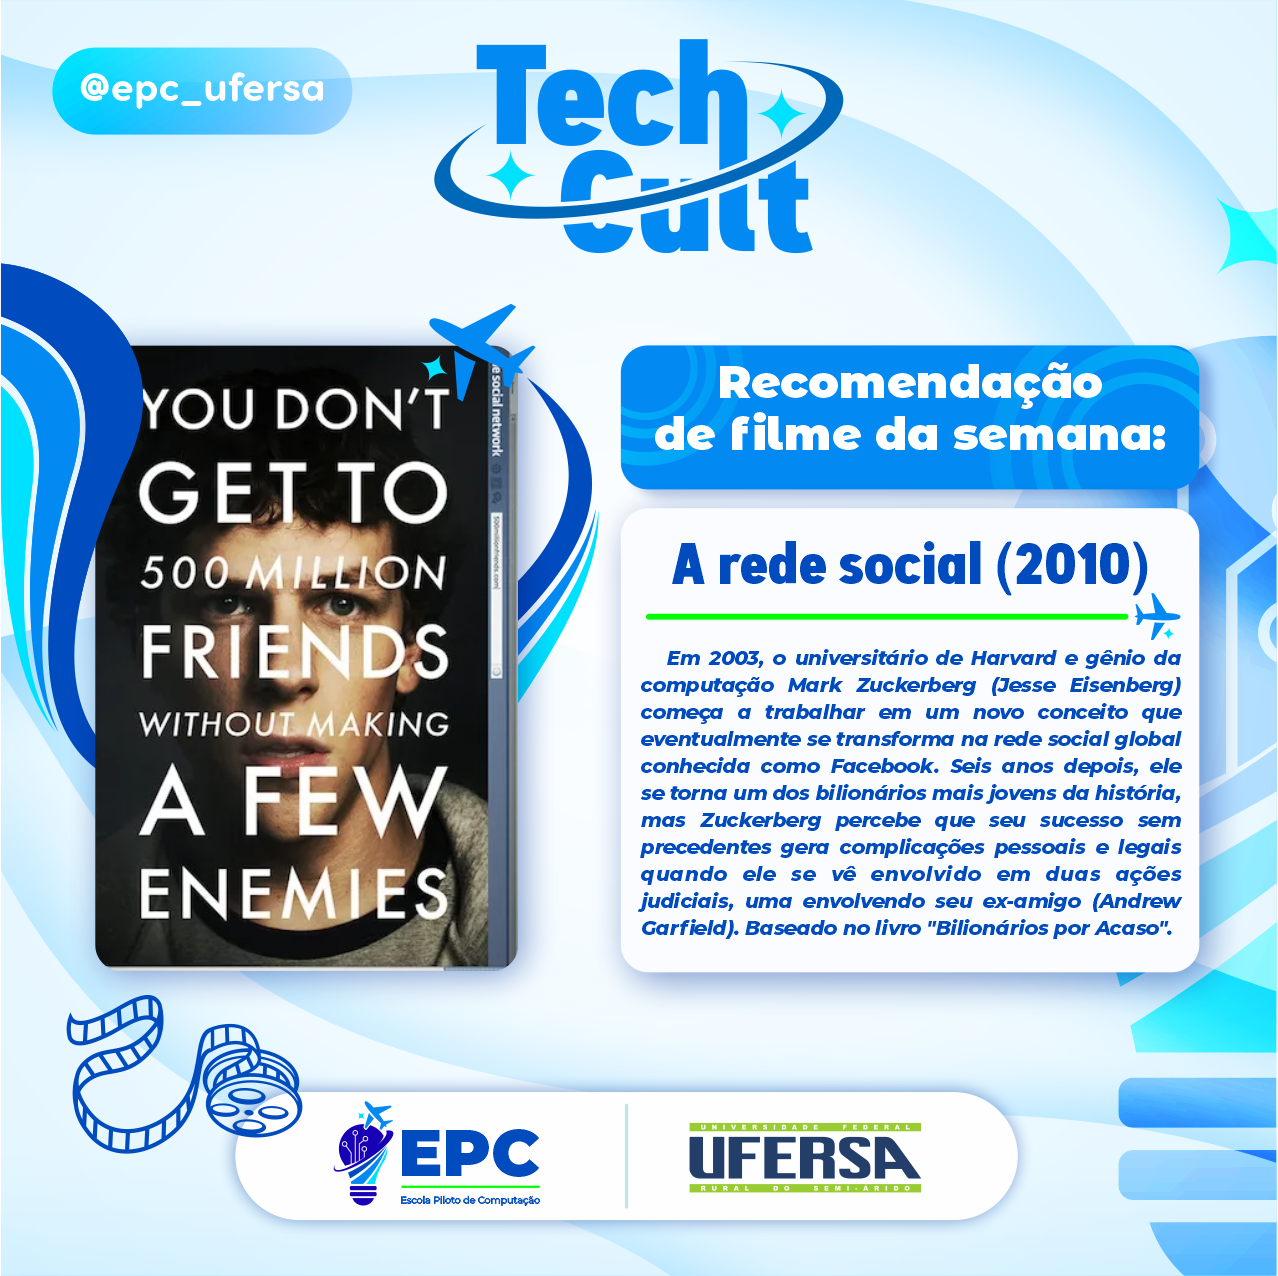 @epc_ufersa
Tech
Cult
YOU DON'T
GET TO
500 MILLION
FRIENDS
WITHOUT MAKING
A FEW
ENEMIES
e social network
500millionfriends.com
Recomendação
de filme da semana:
A rede social (2010)
Em 2003, o universitário de Harvard e gênio da
computação Mark Zuckerberg (Jesse Eisenberg)
começa a trabalhar em um novo conceito que
eventualmente se transforma na rede social global
conhecida como Facebook. Seis anos depois, ele
se torna um dos bilionários mais jovens da história,
mas Zuckerberg percebe que seu sucesso sem
precedentes gera complicações pessoais e legais
quando ele se vê envolvido em duas ações
judiciais, uma envolvendo seu ex-amigo (Andrew
Garfield). Baseado no livro "Bilionários por Acaso".
EPC
Escola Piloto de Computação
UNIVERSIDADE FEDERAL
UFERSA
RURAL DO SEMI-ÁRIDO